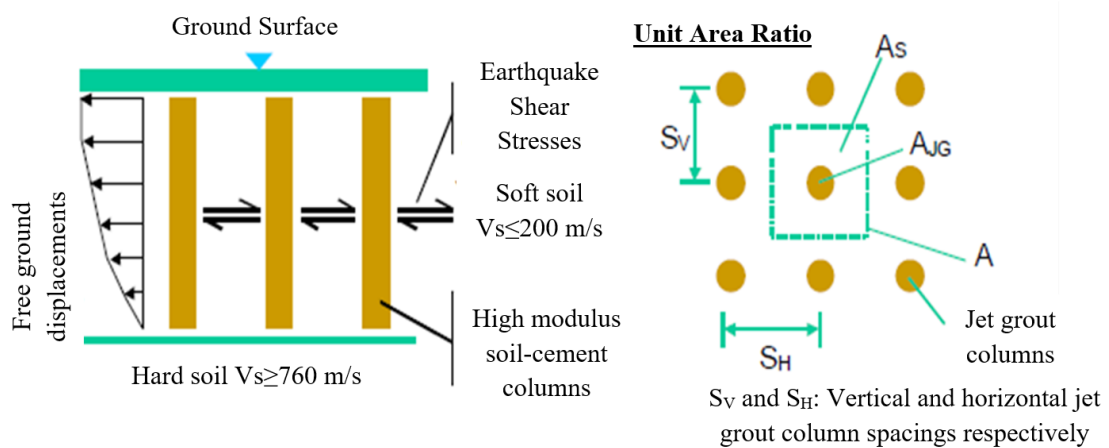 Ground Surface
Earthquake
Shear
Stresses
Soft soil
Vs≤200 m/s
Free ground
displacements
High modulus
soil-cement
columns
Hard soil Vs≥760 m/s
Unit Area Ratio
As
SV
AJG
A
SH
Jet grout
columns
SV and SH: Vertical and horizontal jet
grout column spacings respectively